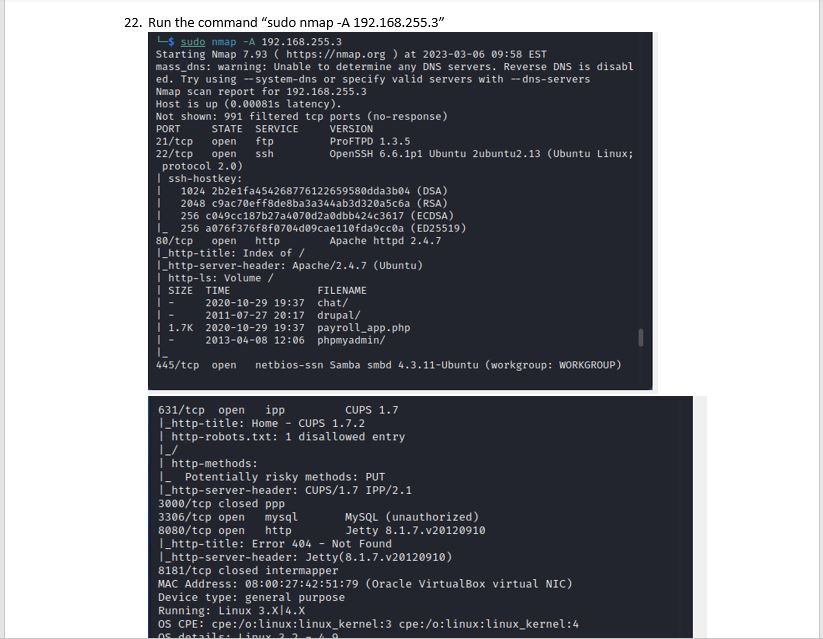 22. Run the command “sudo nmap -A 192.168.255.3”
└─$ sudo nmap -A 192.168.255.3
Starting Nmap 7.93 ( https://nmap.org ) at 2023-03-06 09:58 EST
mass_dns: warning: Unable to determine any DNS servers. Reverse DNS is disabl
ed. Try using --system-dns or specify valid servers with --dns-servers
Nmap scan report for 192.168.255.3
Host is up (0.00081s latency).
Not shown: 991 filtered tcp ports (no-response)
PORT STATE SERVICE VERSION
21/tcp open ftp ProFTPD 1.3.5
22/tcp open ssh OpenSSH 6.6.1p1 Ubuntu 2ubuntu2.13 (Ubuntu Linux;
protocol 2.0)
| ssh-hostkey:
| 1024 2b2e1fa454268776122659580dda3b04 (DSA)
| 2048 c9ac70eff8de8ba3a344ab3d320a5c6a (RSA)
| 256 c049cc187b27a4070d2a0dbb424c3617 (ECDSA)
|_ 256 a076f376f8f0704d09cae110fda9cc0a (ED25519)
80/tcp open http Apache httpd 2.4.7
|_http-title: Index of /
|_http-server-header: Apache/2.4.7 (Ubuntu)
| http-ls: Volume /
| SIZE TIME FILENAME
| - 2020-10-29 19:37 chat/
| - 2011-07-27 20:17 drupal/
| 1.7K 2020-10-29 19:37 payroll_app.php
| - 2013-04-08 12:06 phpmyadmin/
|_
445/tcp open netbios-ssn Samba smbd 4.3.11-Ubuntu (workgroup: WORKGROUP)
631/tcp open ipp CUPS 1.7
|_http-title: Home - CUPS 1.7.2
| http-robots.txt: 1 disallowed entry
|_/
| http-methods:
|_ Potentially risky methods: PUT
|_http-server-header: CUPS/1.7 IPP/2.1
3000/tcp closed ppp
3306/tcp open mysql MySQL (unauthorized)
8080/tcp open http Jetty 8.1.7.v20120910
|_http-title: Error 404 - Not Found
|_http-server-header: Jetty(8.1.7.v20120910)
8181/tcp closed intermapper
MAC Address: 08:00:27:42:51:79 (Oracle VirtualBox virtual NIC)
Device type: general purpose
Running: Linux 3.X|4.X
OS CPE: cpe:/o:linux:linux_kernel:3 cpe:/o:linux:linux_kernel:4
OS details: Linux 3.2 - 4.9